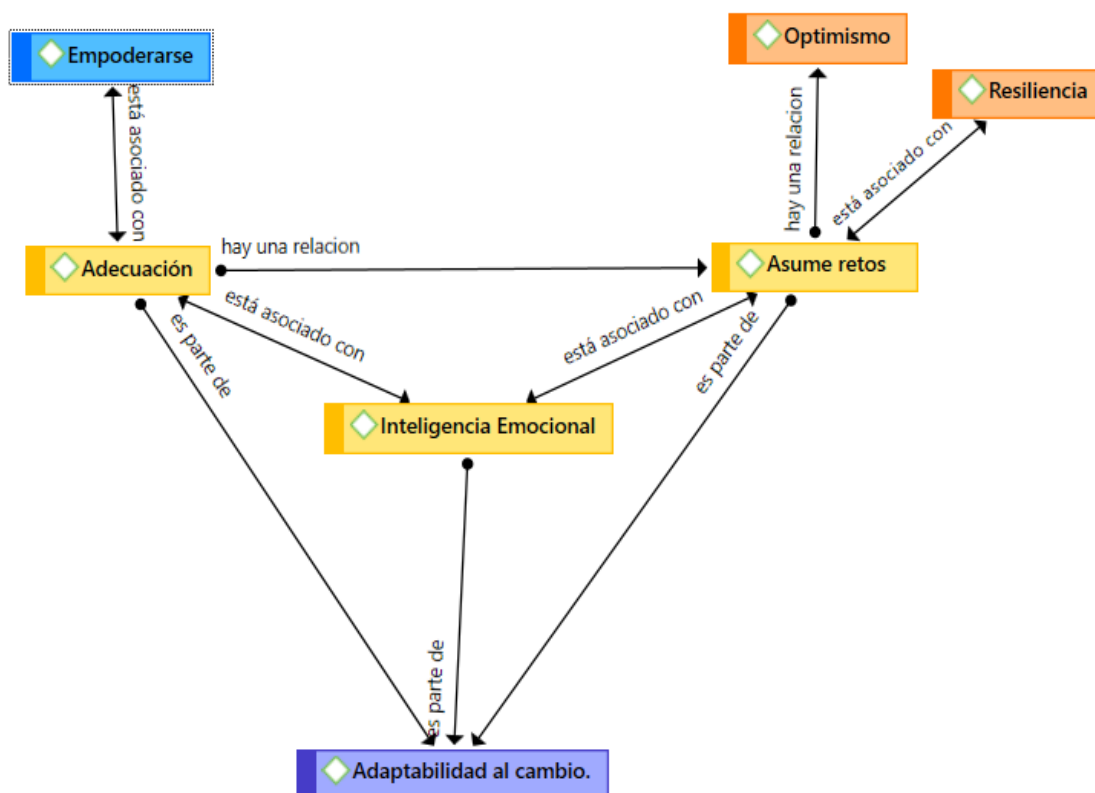 Optimismo
Empoderarse
Resiliencia
está asociado con
hay una relacion
está asociado con
hay una relacion
Adecuación
Asume retos
está asociado con
está asociado con
es parte de
es parte de
Inteligencia Emocional
es parte de
Adaptabilidad al cambio.